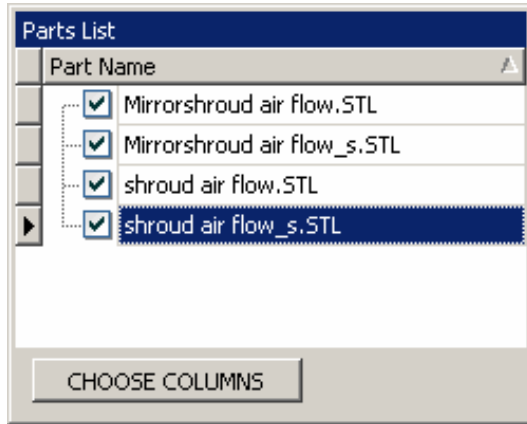 Parts List
Part Name
Mirrorshroud air flow.STL
Mirrorshroud air flow_s.STL
shroud air flow.STL
shroud air flow_s.STL
CHOOSE COLUMNS